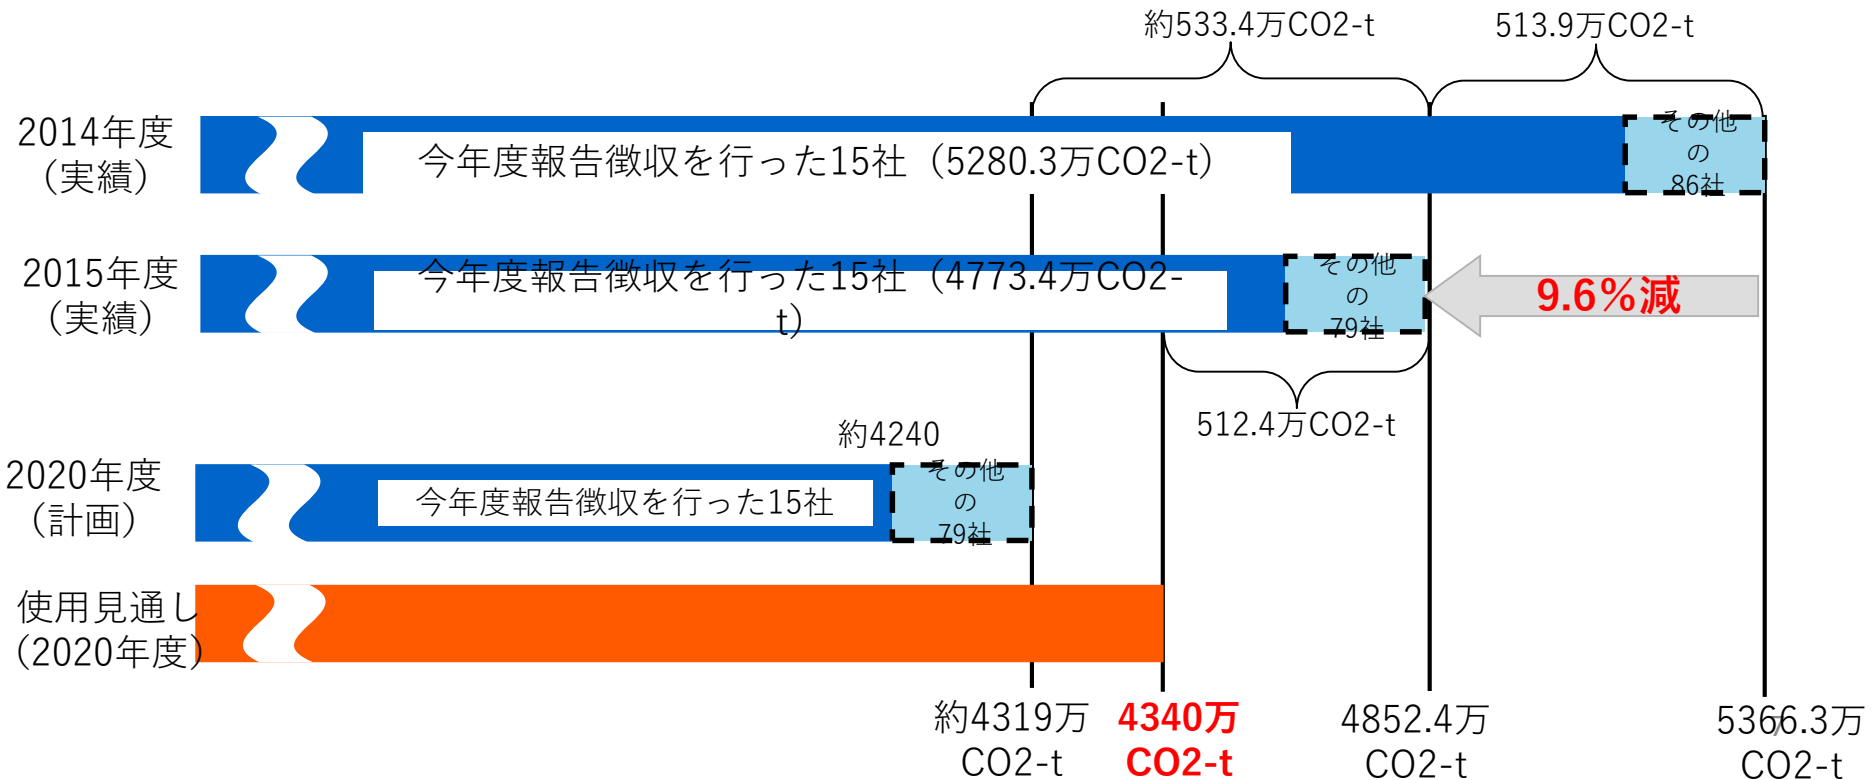 約533.4万CO2-t
513.9万CO2-t
2014年度
（実績）
今年度報告徴収を行った15社（5280.3万CO2-t）
その他
の
86社
2015年度
（実績）
今年度報告徴収を行った15社（4773.4万CO2-
t）
その他
の
79社
9.6%減
512.4万CO2-t
約4240
2020年度
（計画）
今年度報告徴収を行った15社
その他
の
79社
使用見通し
（2020年度）
約4319万
CO2-t
4340万
CO2-t
4852.4万
CO2-t
5366.3万
CO2-t
7